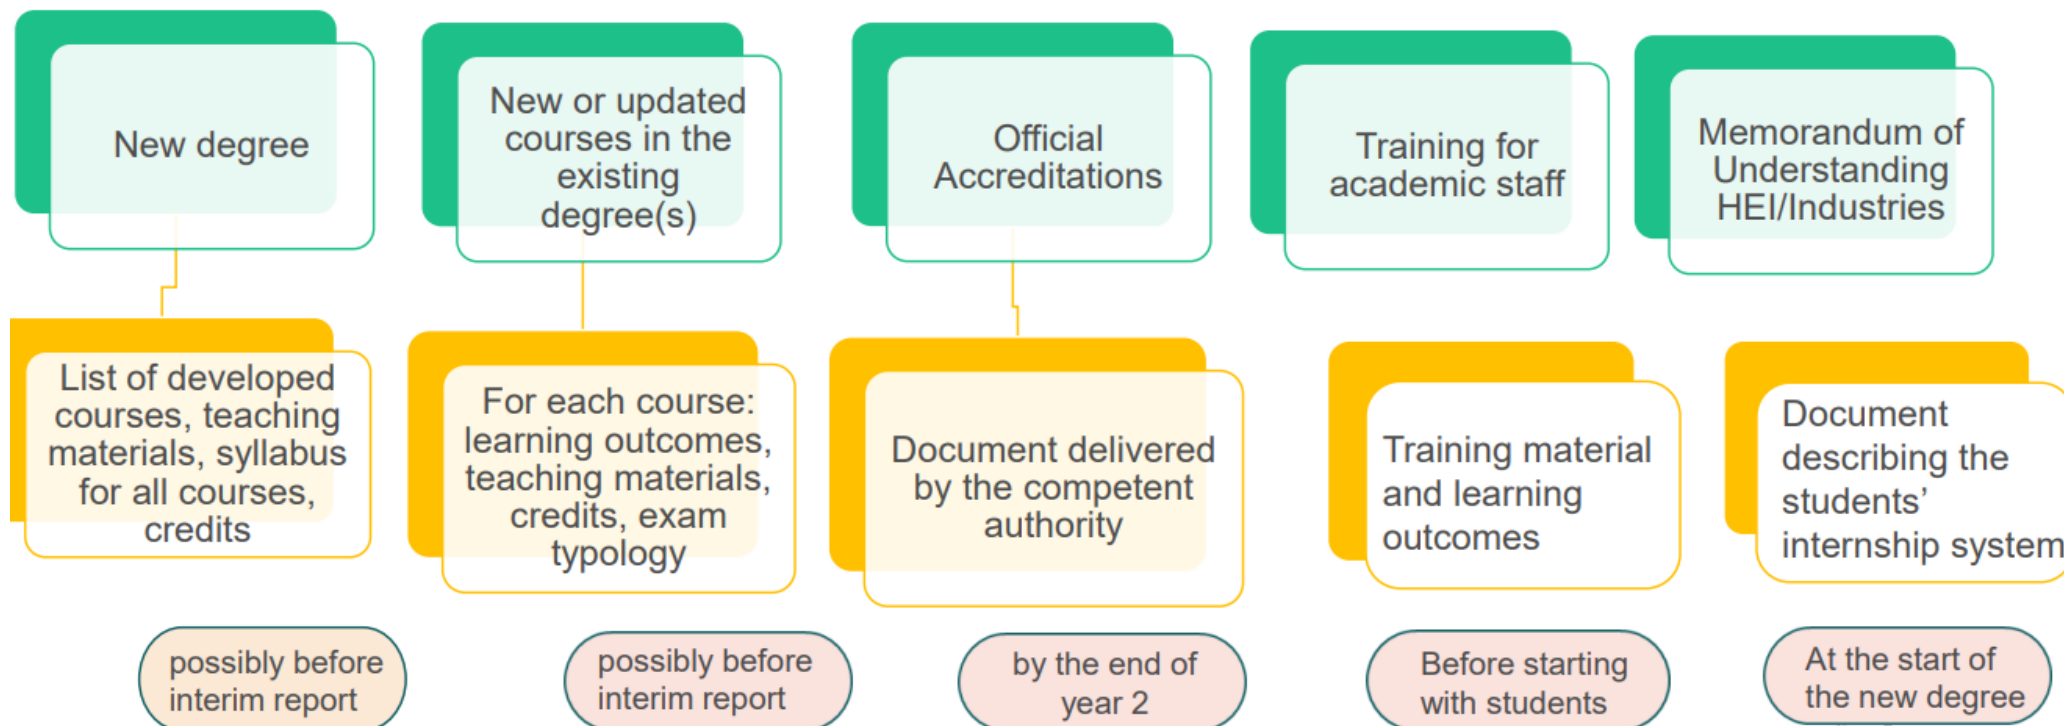 New degree
New or updated
courses in the
existing
degree(s)
Official
Accreditations
Training for
academic staff
Memorandum of
Understanding
HEI/Industries
List of developed
courses, teaching
materials, syllabus
for all courses,
credits
For each course:
learning outcomes,
teaching materials,
credits, exam
typology
Document delivered
by the competent
authority
Training material
and learning
outcomes
Document
describing the
students’
internship system
possibly before
interim report
possibly before
interim report
by the end of
year 2
Before starting
with students
At the start of
the new degree